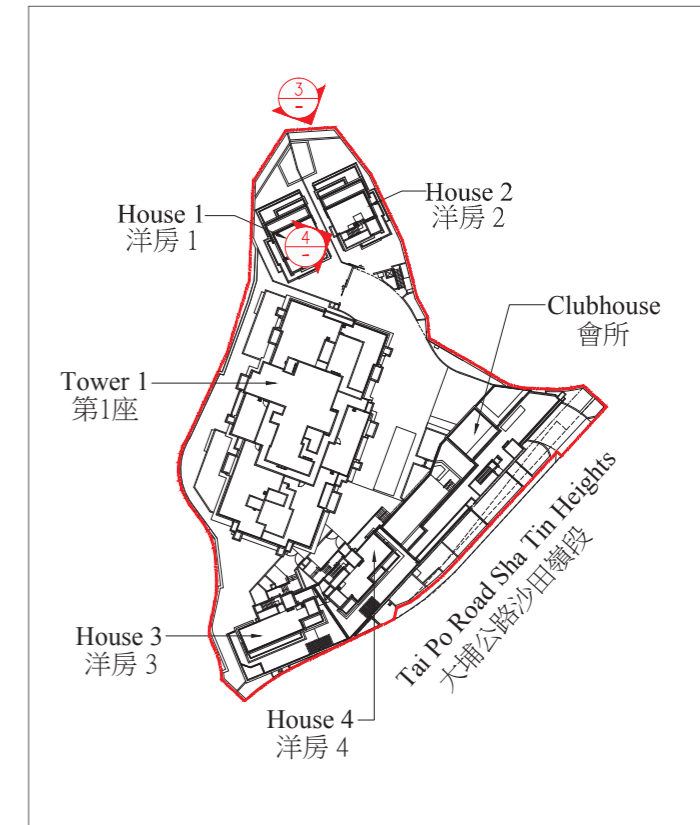 3
-
House 1
洋房 1
House 2
洋房 2
4
-
Clubhouse
會所
Tower 1
第1座
Tai Po Road Sha Tin Heights
大埔公路沙田嶺段
House 3
洋房 3
House 4
洋房 4